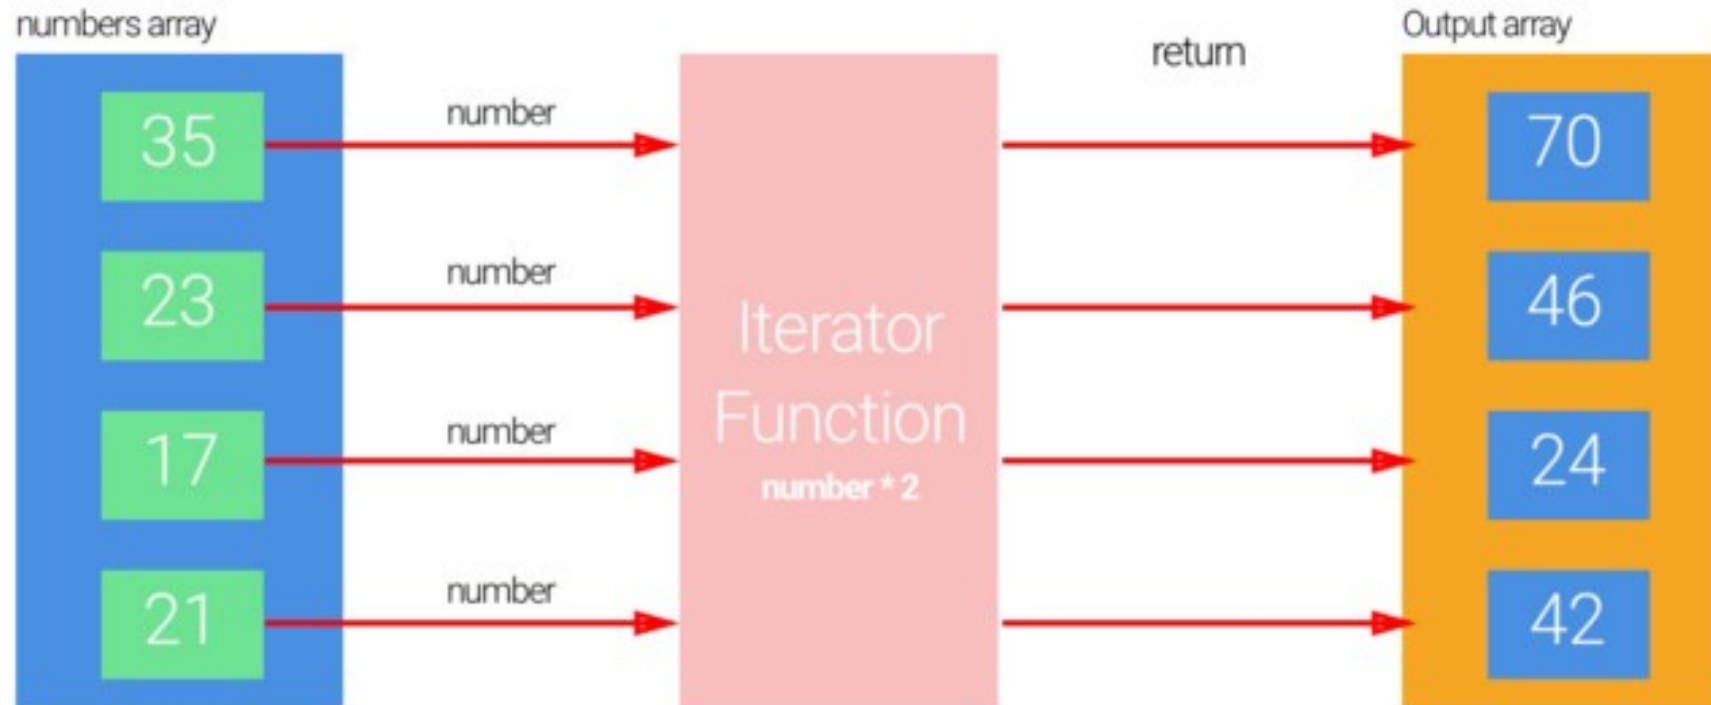 numbers array
return
Output array
35
number
70
23
number
46
Iterator
Function
number * 2
17
number
24
21
number
42